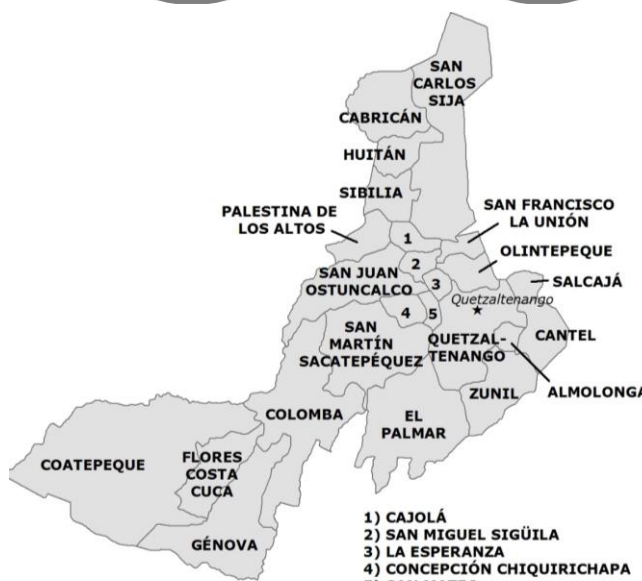 SAN
CARLOS
SIJA
CABRICÁN
HUITÁN
SIBILIA
PALESTINA DE
LOS ALTOS
SAN FRANCISCO
LA UNIÓN
1
OLINTEPEQUE
2
SAN JUAN
OSTUNCALCO
3
SALCAJÁ
Quetzaltenango
4
5
SAN
MARTÍN
SACATEPÉQUEZ
QUETZAL-
TENANGO
CANTEL
ZUNIL
ALMOLONGA
COLOMBA
EL
PALMAR
COATEPEQUE
FLORES
COSTA
CUCA
GÉNOVA
1) CAJOLÁ
2) SAN MIGUEL SIGÜILA
3) LA ESPERANZA
4) CONCEPCIÓN CHIQUIRICHAPA